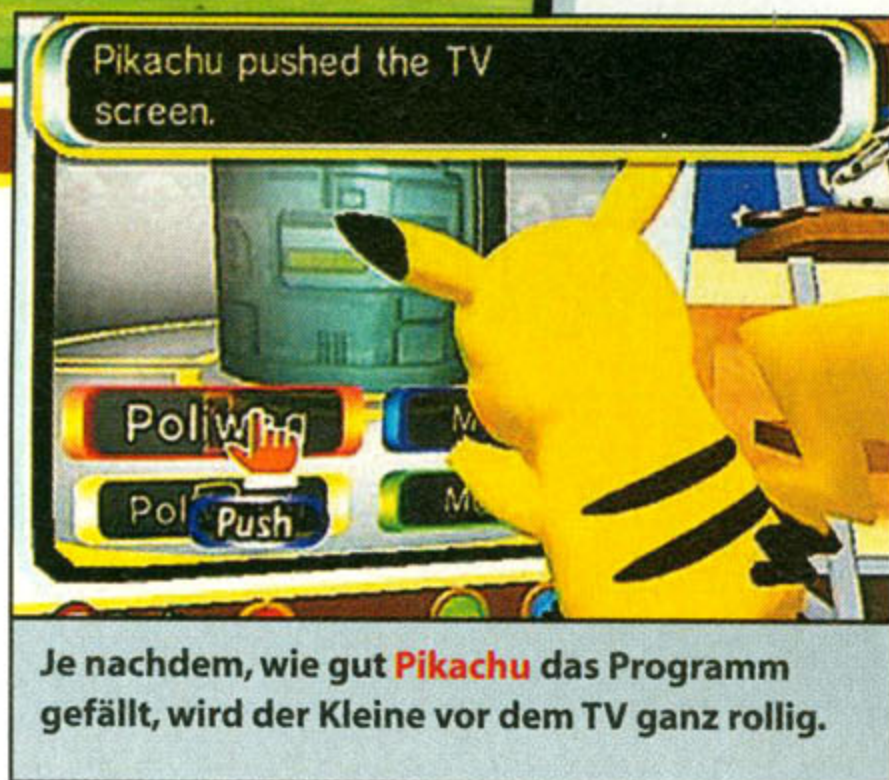 Pikachu pushed the TV
screen.
Poliwag
Push
Je nachdem, wie gut Pikachu das Programm
gefällt, wird der Kleine vor dem TV ganz rollig.